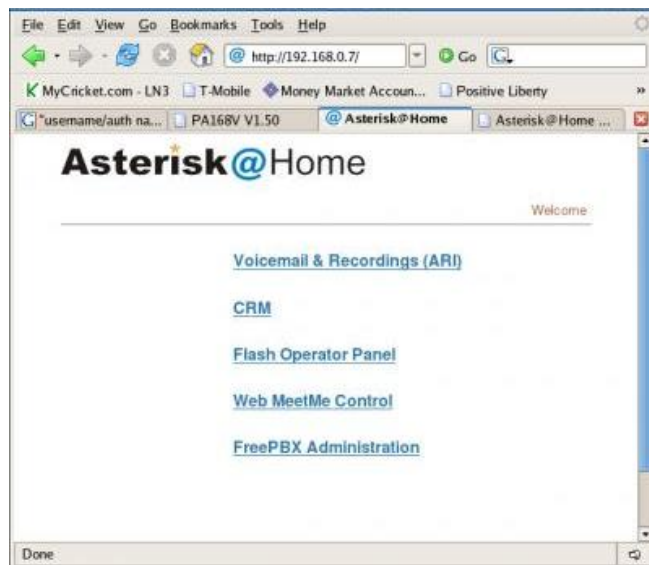 File Edit View Go Bookmarks Tools Help
http://192.168.0.7/ Go G
MyCricket.com - LN3 T-Mobile Money Market Accoun... Positive Liberty »
G "username/auth na... PA168V V1.50 @ Asterisk@Home Asterisk@Home ...
Asterisk@Home
Welcome
Voicemail & Recordings (ARI)
CRM
Flash Operator Panel
Web MeetMe Control
FreePBX Administration
Done